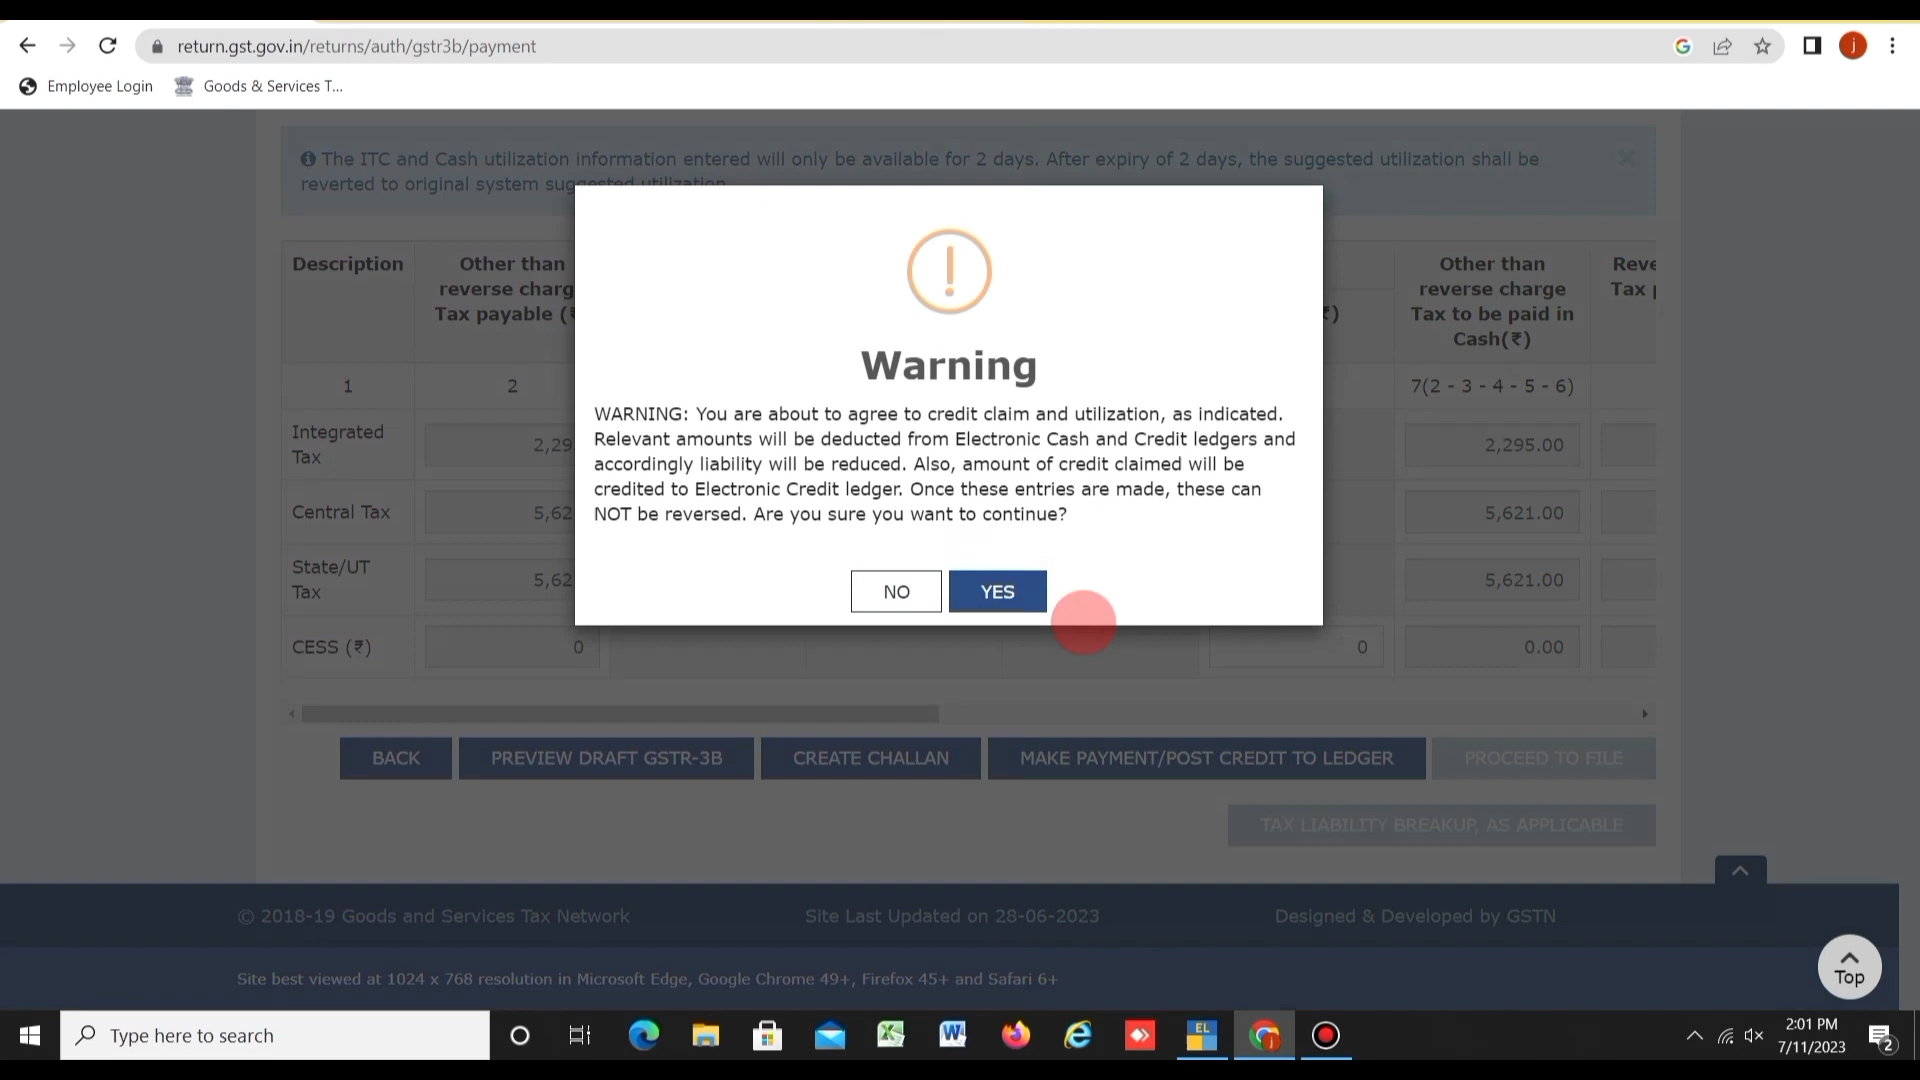 return.gst.gov.in/returns/auth/gstr3b/payment
j
Employee Login
Goods & Services T...
The ITC and Cash utilization information entered will only be available for 2 days. After expiry of 2 days, the suggested utilization shall be
reverted to original system suggested utilization
Description
Other than
reverse charg
Tax payable (₹
₹)
Other than
reverse charge
Tax to be paid in
Cash(₹)
Reve
Tax p
1
2
7(2 - 3 - 4 - 5 - 6)
Integrated
Tax
2,29
2,295.00
Central Tax
5,62
5,621.00
State/UT
Tax
5,62
5,621.00
CESS (₹)
0
0
0.00
Warning
WARNING: You are about to agree to credit claim and utilization, as indicated.
Relevant amounts will be deducted from Electronic Cash and Credit ledgers and
accordingly liability will be reduced. Also, amount of credit claimed will be
credited to Electronic Credit ledger. Once these entries are made, these can
NOT be reversed. Are you sure you want to continue?
NO
YES
BACK
PREVIEW DRAFT GSTR-3B
CREATE CHALLAN
MAKE PAYMENT/POST CREDIT TO LEDGER
PROCEED TO FILE
TAX LIABILITY BREAKUP, AS APPLICABLE
© 2018-19 Goods and Services Tax Network
Site Last Updated on 28-06-2023
Designed & Developed by GSTN
Site best viewed at 1024 x 768 resolution in Microsoft Edge, Google Chrome 49+, Firefox 45+ and Safari 6+
Top
Type here to search
EL
j
2:01 PM
7/11/2023
2